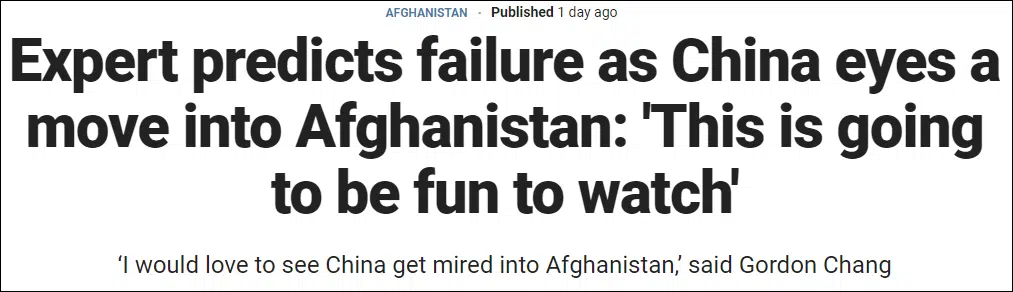 AFGHANISTAN · Published 1 day ago
Expert predicts failure as China eyes a
move into Afghanistan: 'This is going
to be fun to watch'
‘I would love to see China get mired into Afghanistan,’ said Gordon Chang